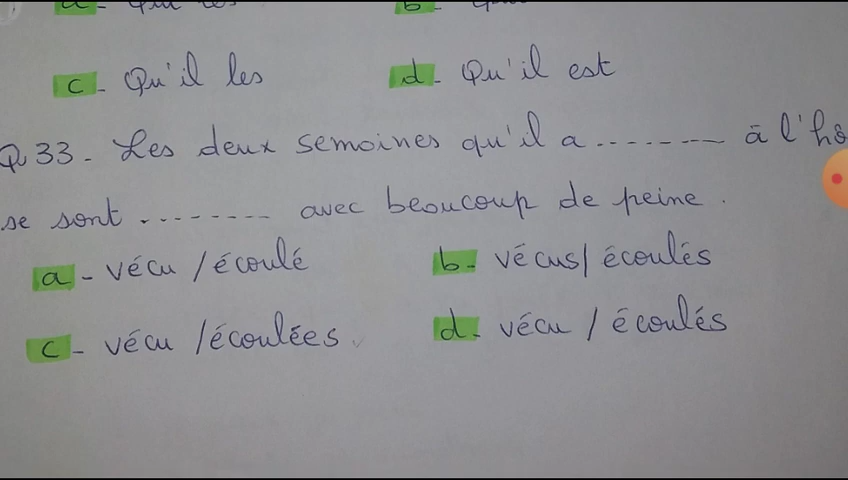 c- Qu'il les d- Qu'il est
Q33- Les deux semaines qu'il a ........... à l'hô
se sont ........... avec beaucoup de peine.
a- vécu /écoulé b- vécus/ écoulés
c- vécu /écoulées d- vécu / écoulés